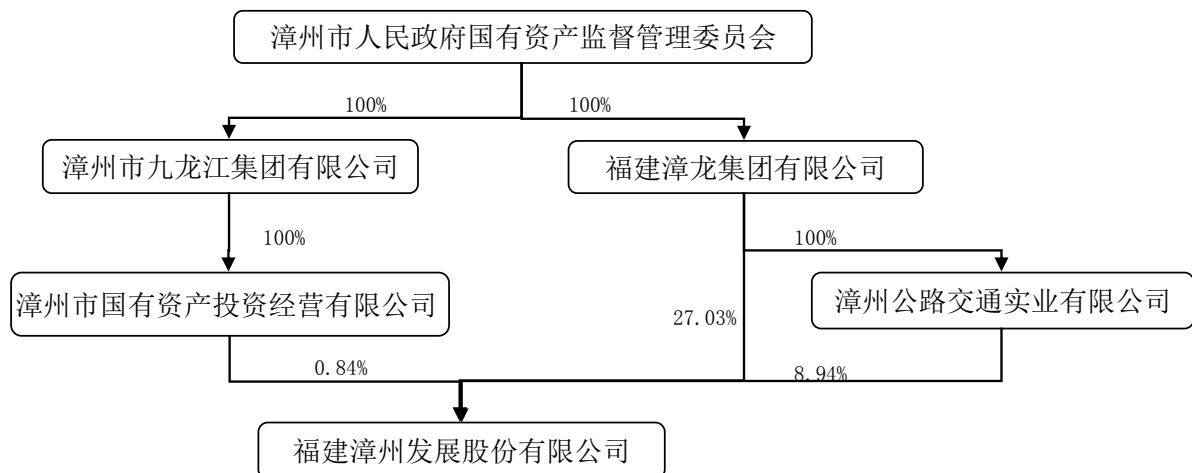 漳州市人民政府国有资产监督管理委员会
100%
100%
漳州市九龙江集团有限公司
福建漳龙集团有限公司
100%
100%
漳州市国有资产投资经营有限公司
漳州公路交通实业有限公司
27.03%
0.84%
8.94%
福建漳州发展股份有限公司